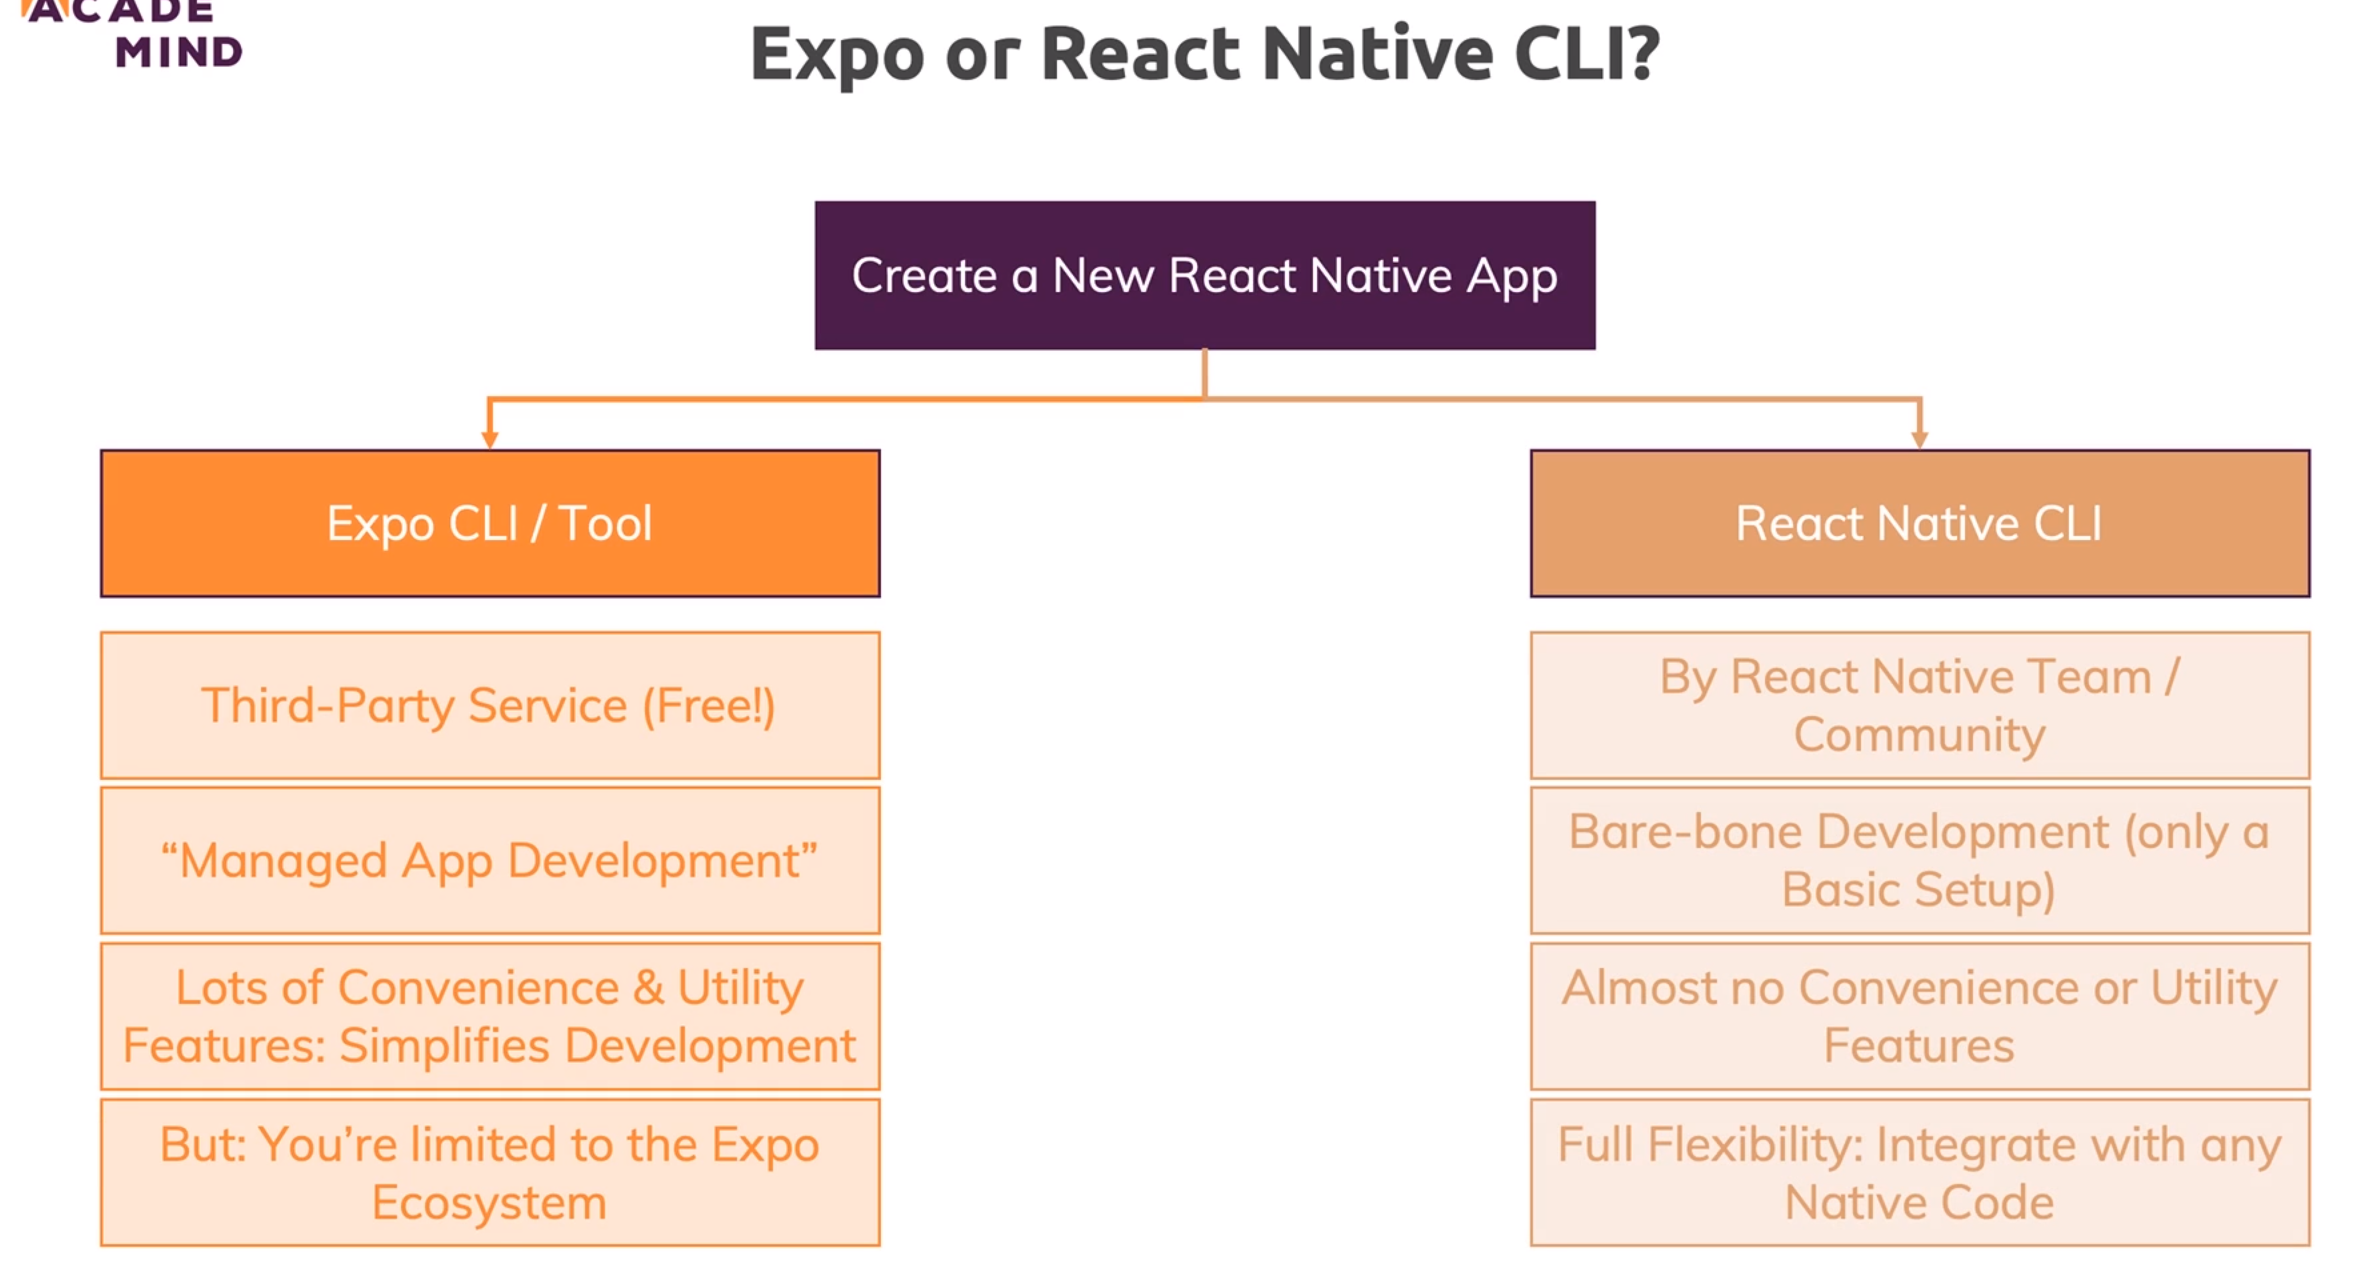 ACADE
MIND
Expo or React Native CLI?
Create a New React Native App
Expo CLI / Tool
Third-Party Service (Free!)
“Managed App Development”
Lots of Convenience & Utility
Features: Simplifies Development
But: You’re limited to the Expo
Ecosystem
React Native CLI
By React Native Team /
Community
Bare-bone Development (only a
Basic Setup)
Almost no Convenience or Utility
Features
Full Flexibility: Integrate with any
Native Code